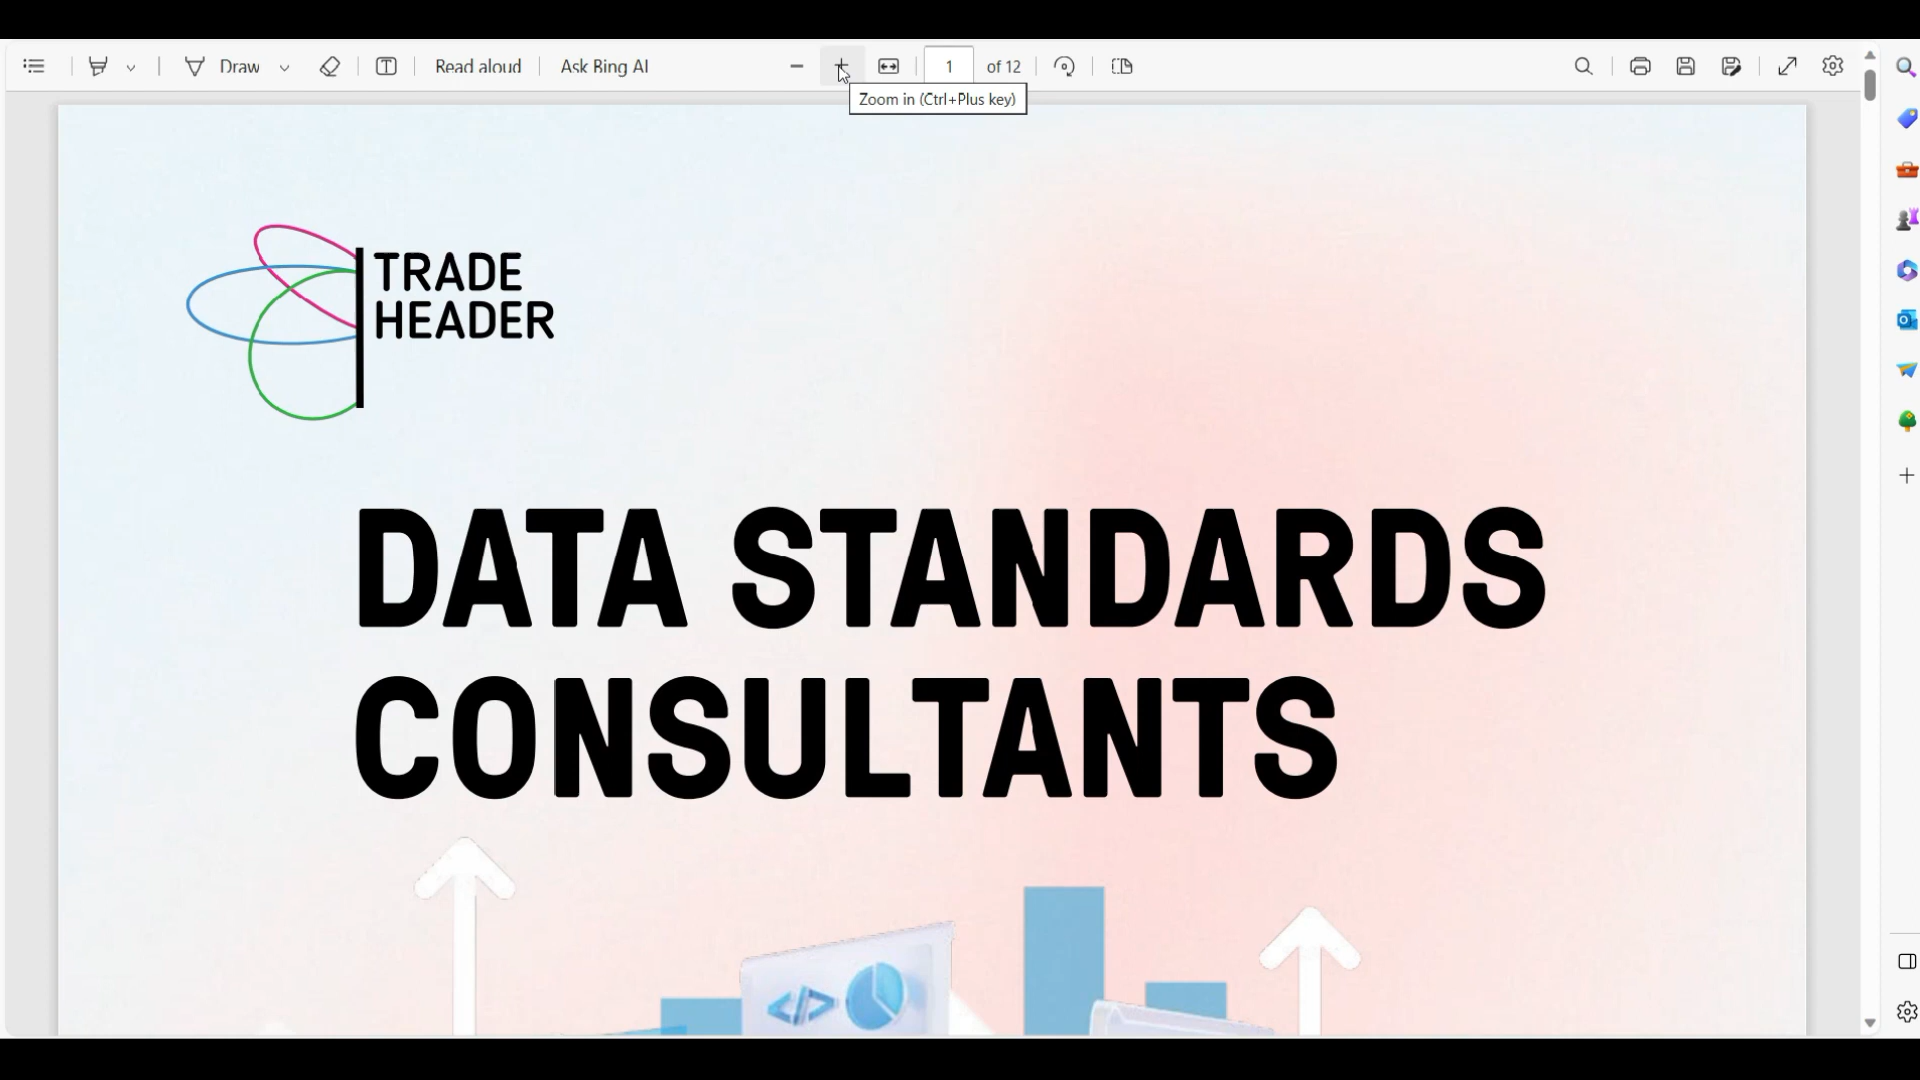 Draw
Read aloud
Ask Bing AI
1
of 12
Zoom in (Ctrl+Plus key)
TRADE
HEADER
DATA STANDARDS
CONSULTANTS
</>